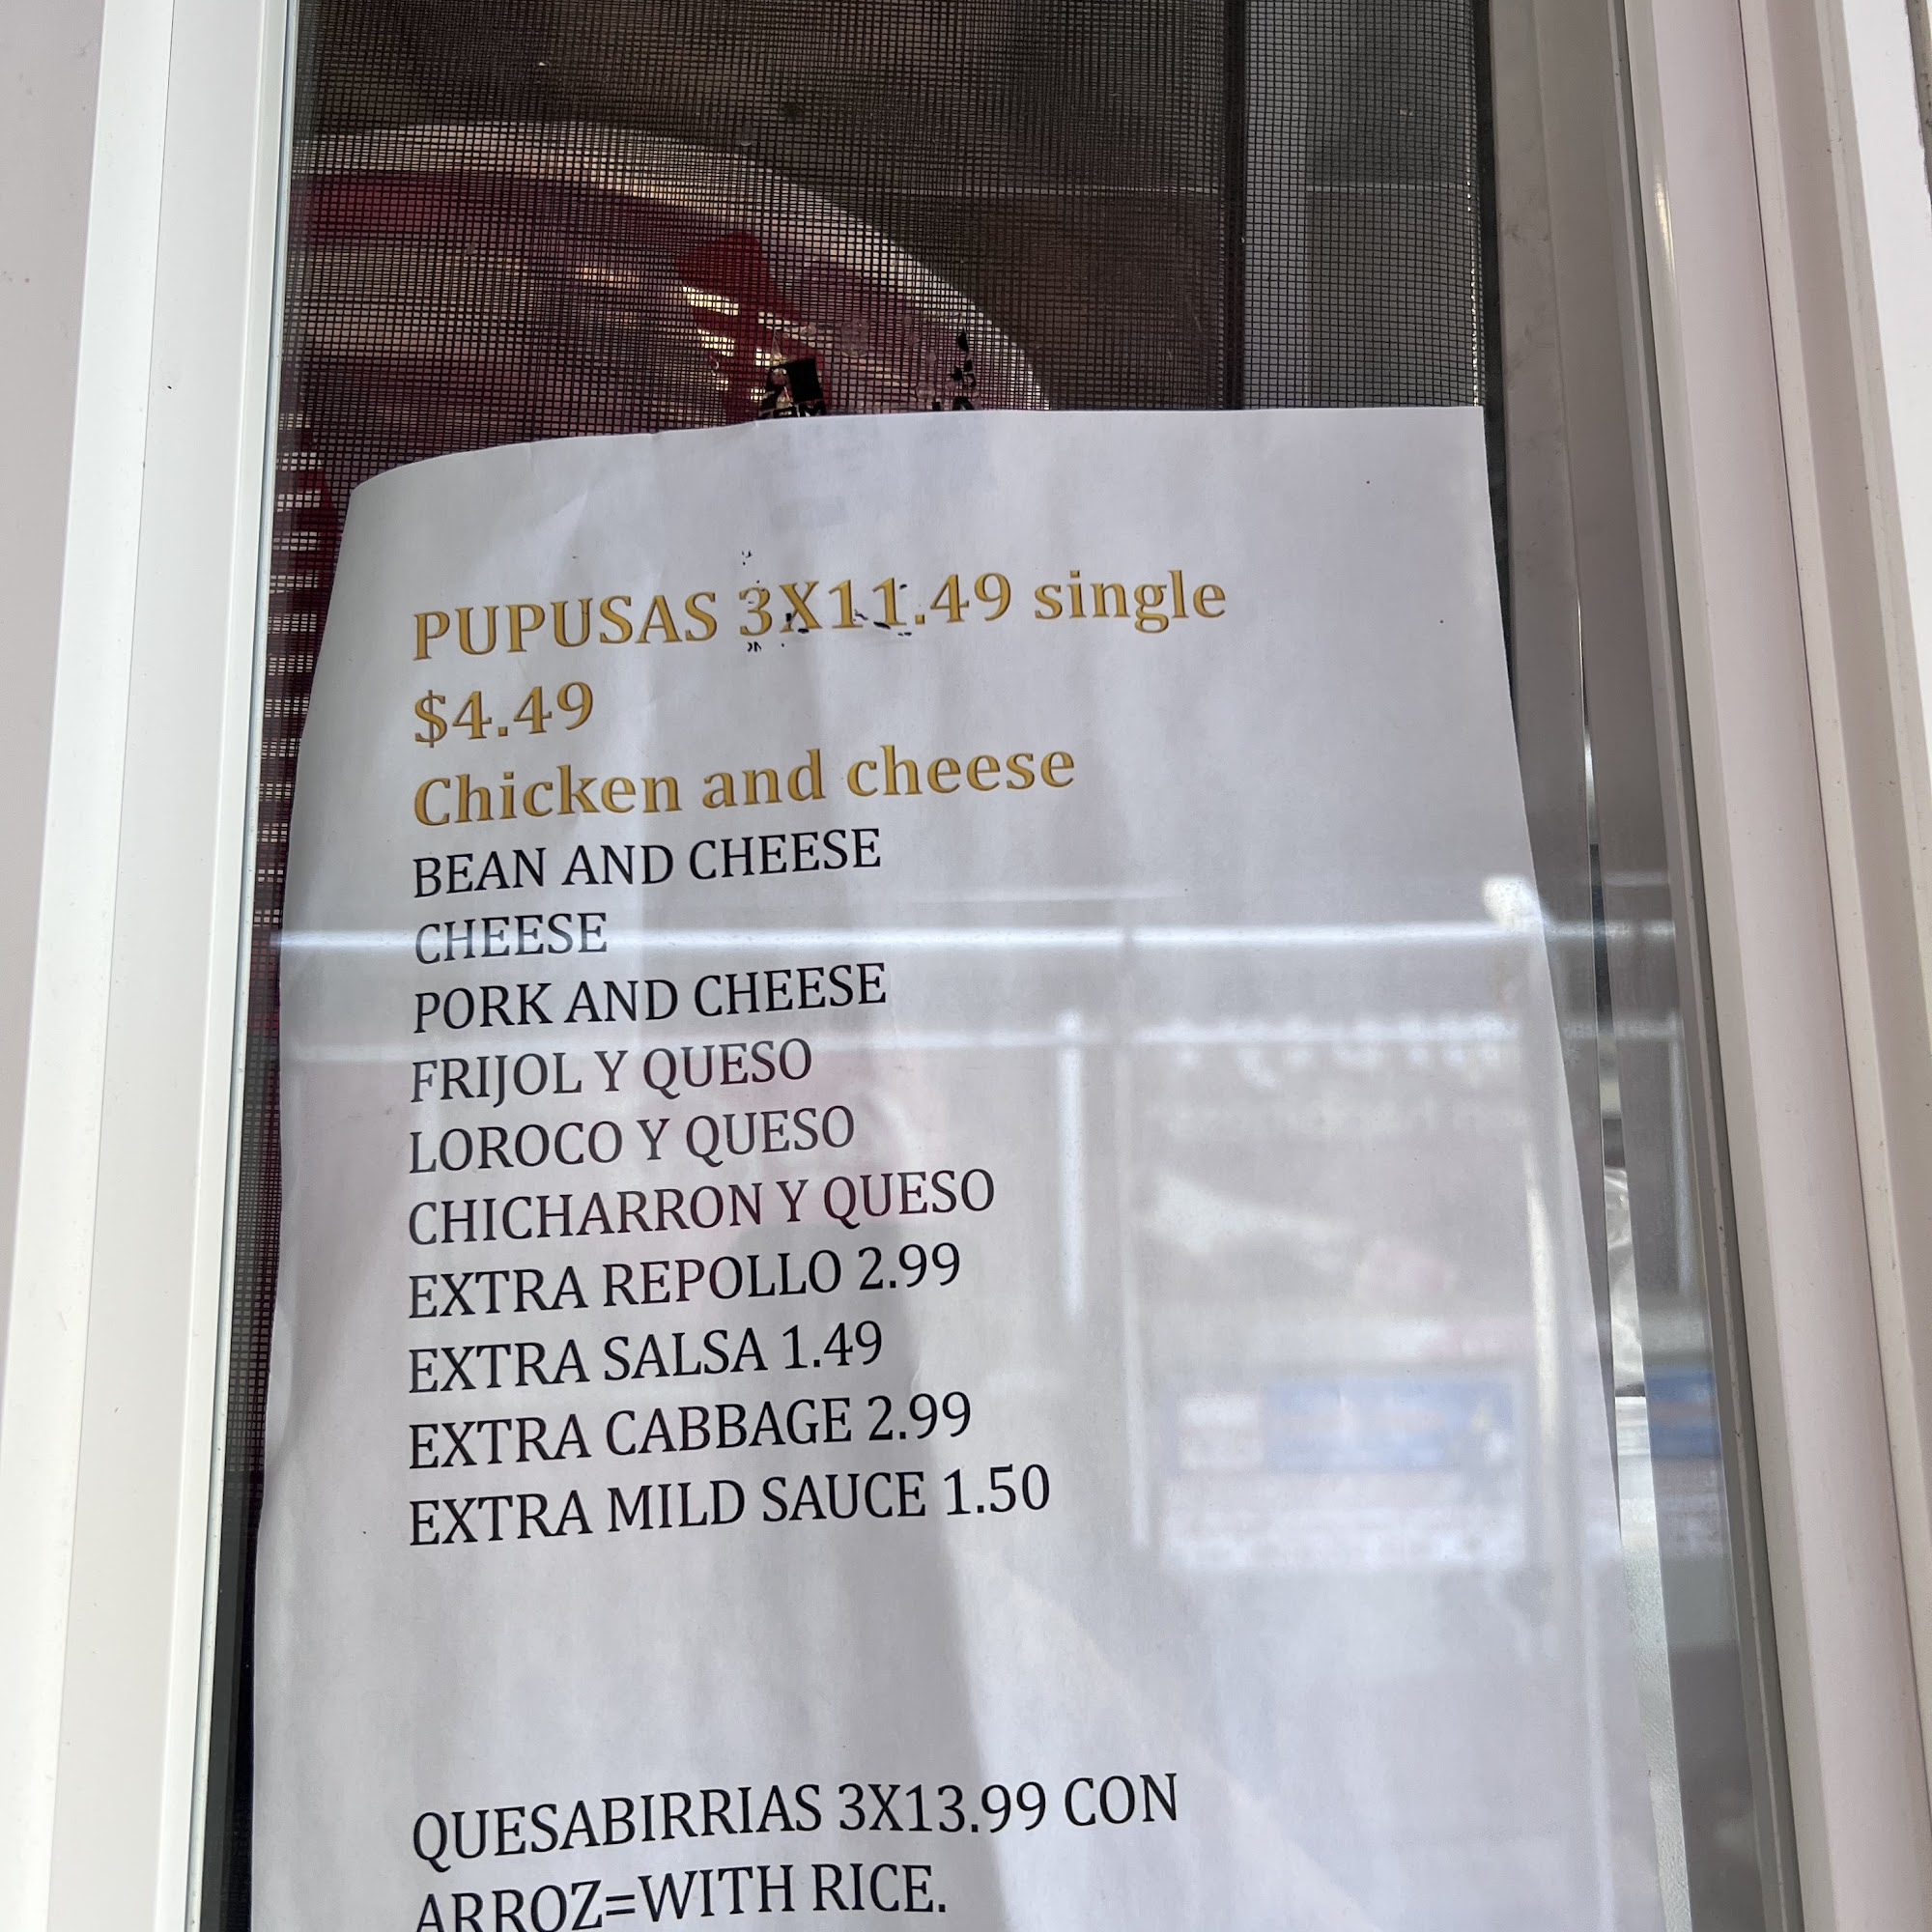 PUPUSAS 3X11.49 single
$4.49
Chicken and cheese
BEAN AND CHEESE
CHEESE
PORK AND CHEESE
FRIJOL Y QUESO
LOROCO Y QUESO
CHICHARRON Y QUESO
EXTRA REPOLLO 2.99
EXTRA SALSA 1.49
EXTRA CABBAGE 2.99
EXTRA MILD SAUCE 1.50
QUESABIRRIAS 3X13.99 CON
ARROZ=WITH RICE.